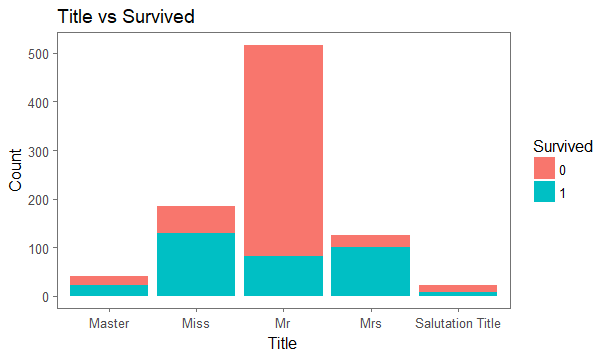 Title vs Survived
500
400
300
200
100
0
Count
Master Miss Mr Mrs Salutation Title
Title
Survived
0
1